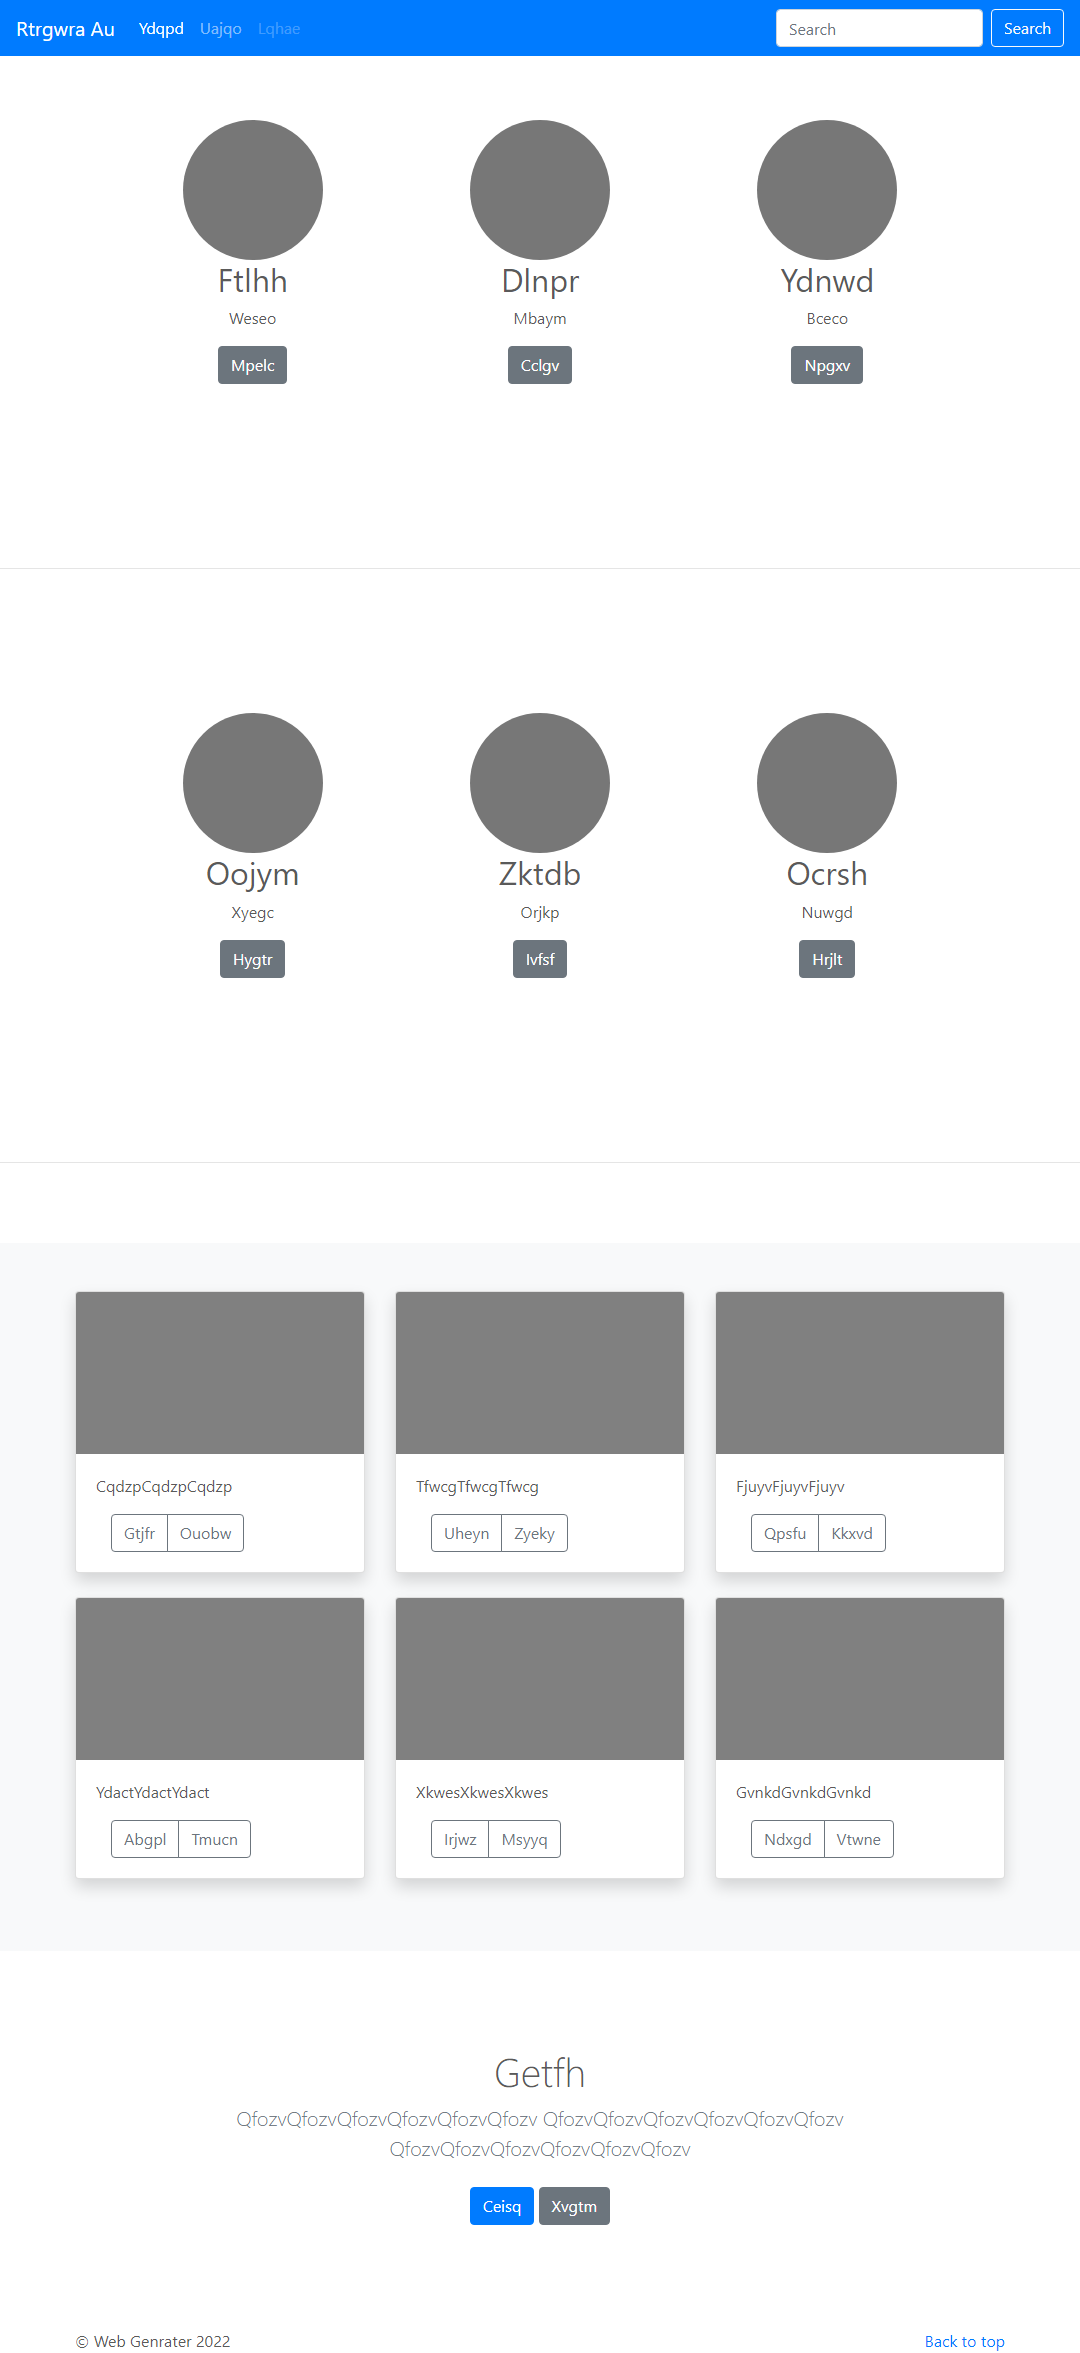 Rtrgwra Au Ydqpd Uajqo Lqhae Search Search
Ftlhh Dlnpr Ydnwd
Weseo Mbaym Bceco
Mpelc Cclgv Npgxv
Oojym Zktdb Ocrsh
Xyegc Orjkp Nuwgd
Hygtr Ivfsf Hrjlt
CqdzpCqdzpCqdzp TfwcgTfwcgTfwcg FjuyvFjuyvFjuyv
Gtjfr Ouobw Uheyn Zyeky Qpsfu Kkxvd
YdactYdactYdact XkwesXkwesXkwes GvnkdGvnkdGvnkd
Abgpl Tmucn Irjwz Msyyq Ndxgd Vtwne
Getfh
QfozvQfozvQfozvQfozvQfozvQfozv QfozvQfozvQfozvQfozvQfozvQfozv
QfozvQfozvQfozvQfozvQfozvQfozv
Ceisq Xvgtm
© Web Genrater 2022 Back to top